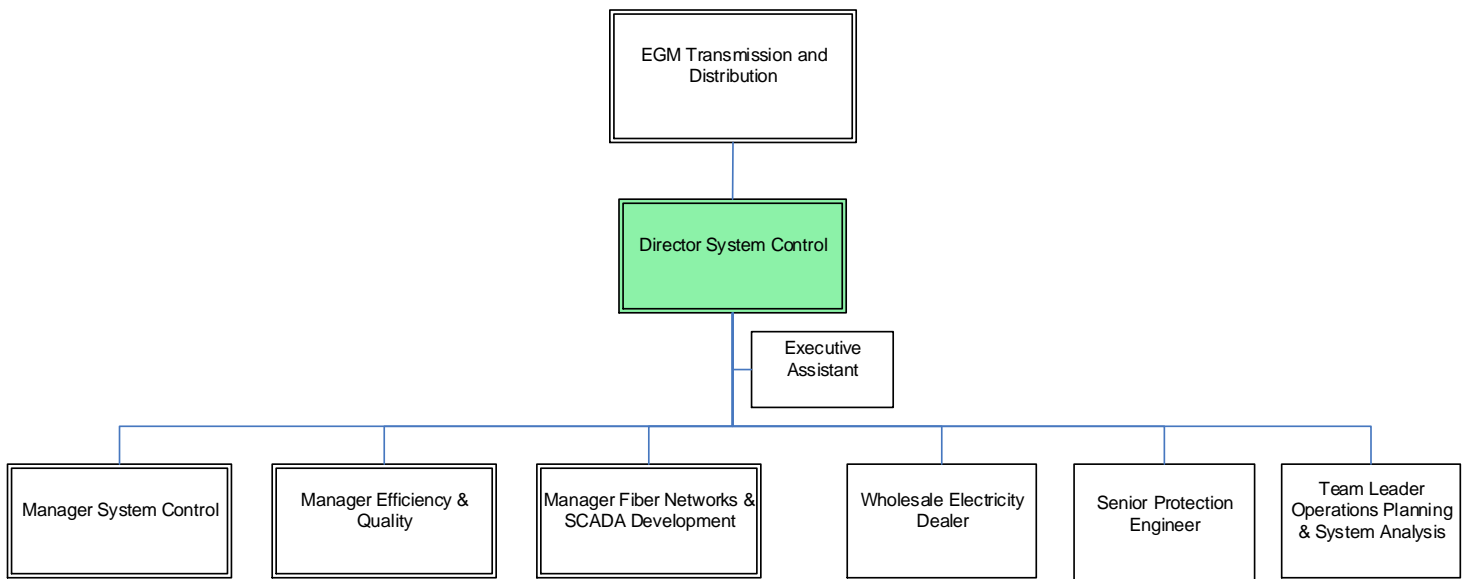 EGM Transmission and
Distribution
Director System Control
Executive
Assistant
Manager System Control
Manager Efficiency &
Quality
Manager Fiber Networks &
SCADA Development
Wholesale Electricity
Dealer
Senior Protection
Engineer
Team Leader
Operations Planning
& System Analysis